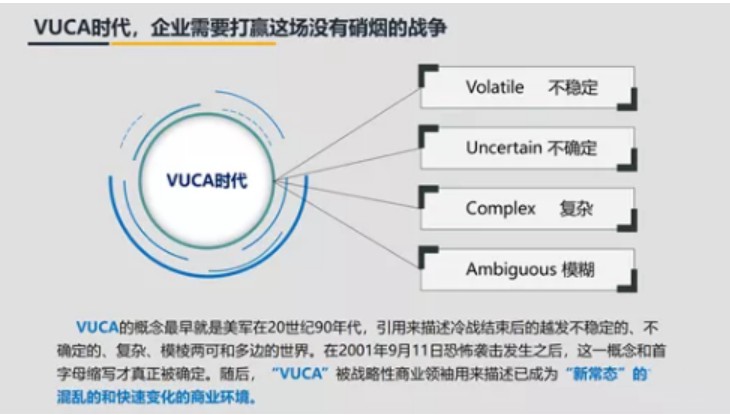 VUCA时代，企业需要打赢这场没有硝烟的战争
VUCA时代
Volatile 不稳定
Uncertain 不确定
Complex 复杂
Ambiguous 模糊
VUCA的概念最早就是美军在20世纪90年代，引用来描述冷战结束后的越发不稳定的、不
确定的、复杂、模棱两可和多边的世界。在2001年9月11日恐怖袭击发生之后，这一概念和首
字母缩写才真正被确定。随后，“VUCA”被战略性商业领袖用来描述已成为“新常态”的
混乱的和快速变化的商业环境。